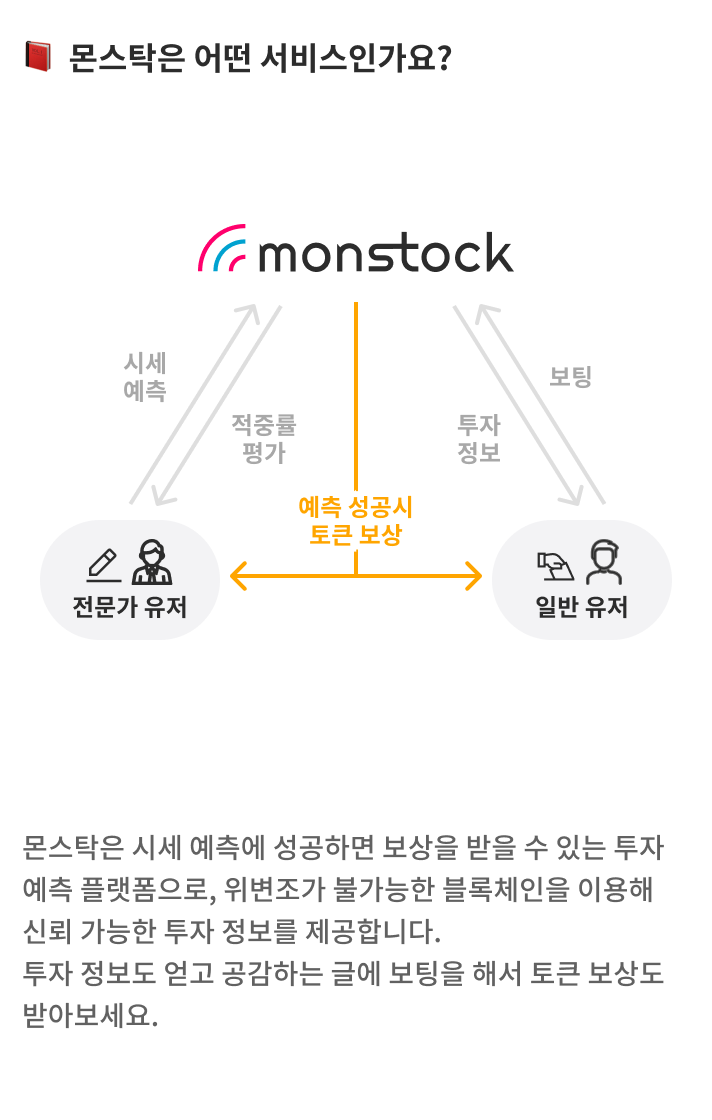 몬스탁은 어떤 서비스인가요?
monstock
시세
예측
적중률
평가
투자
정보
보팅
예측 성공시
토큰 보상
전문가 유저
일반 유저
몬스탁은 시세 예측에 성공하면 보상을 받을 수 있는 투자
예측 플랫폼으로, 위변조가 불가능한 블록체인을 이용해
신뢰 가능한 투자 정보를 제공합니다.
투자 정보도 얻고 공감하는 글에 보팅을 해서 토큰 보상도
받아보세요.